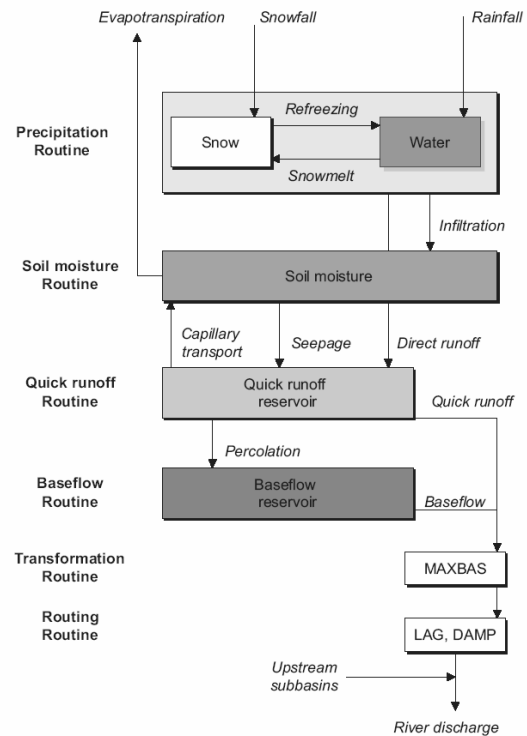 Evapotranspiration
Snowfall
Rainfall
Precipitation
Routine
Refreezing
Snow
Water
Snowmelt
Infiltration
Soil moisture
Routine
Soil moisture
Capillary
transport
Seepage
Direct runoff
Quick runoff
Routine
Quick runoff
reservoir
Quick runoff
Percolation
Baseflow
Routine
Baseflow
reservoir
Baseflow
Transformation
Routine
MAXBAS
Routing
Routine
LAG, DAMP
Upstream
subbasins
River discharge